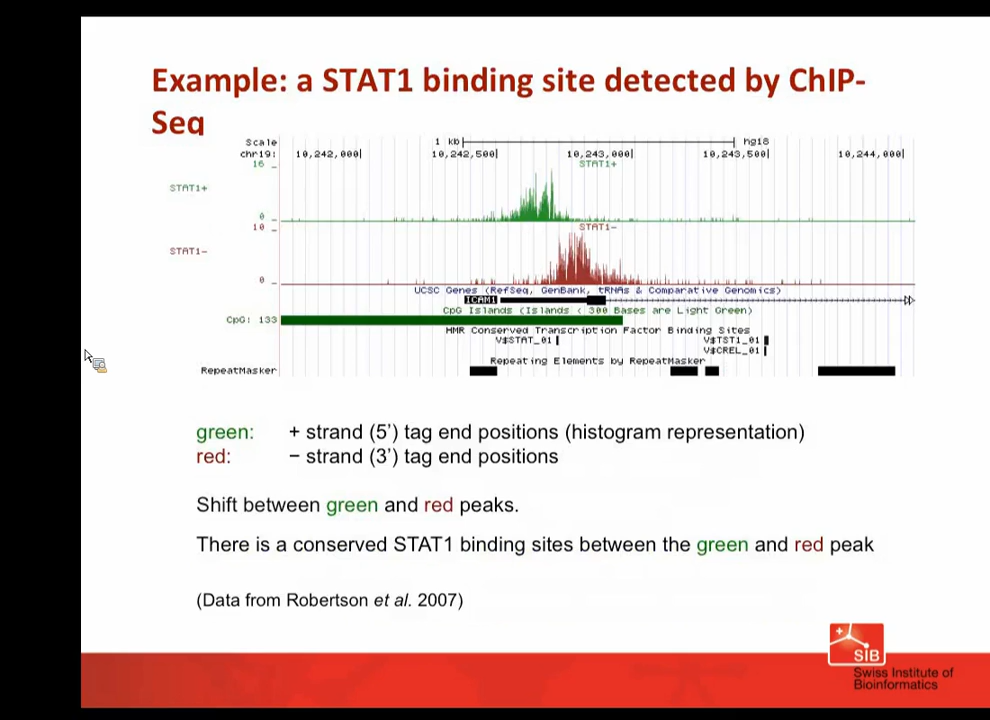 Example: a STAT1 binding site detected by ChIP-
Seq
Scale 1 kb hg18
chr19: 10,242,000| 10,242,500| 10,243,000| 10,243,500| 10,244,000|
16 _ STAT1+
STAT1+
0 _
10 _ STAT1−
STAT1−
0 _
UCSC Genes (RefSeq, GenBank, tRNAs & Comparative Genomics)
ICAM1
CpG Islands (Islands < 300 Bases are Light Green)
CpG: 133
HMR Conserved Transcription Factor Binding Sites
V$STAT_01 V$TST1_01
V$CREL_01
Repeating Elements by RepeatMasker
RepeatMasker
green: + strand (5’) tag end positions (histogram representation)
red: − strand (3’) tag end positions
Shift between green and red peaks.
There is a conserved STAT1 binding sites between the green and red peak
(Data from Robertson et al. 2007)
SIB
Swiss Institute of
Bioinformatics